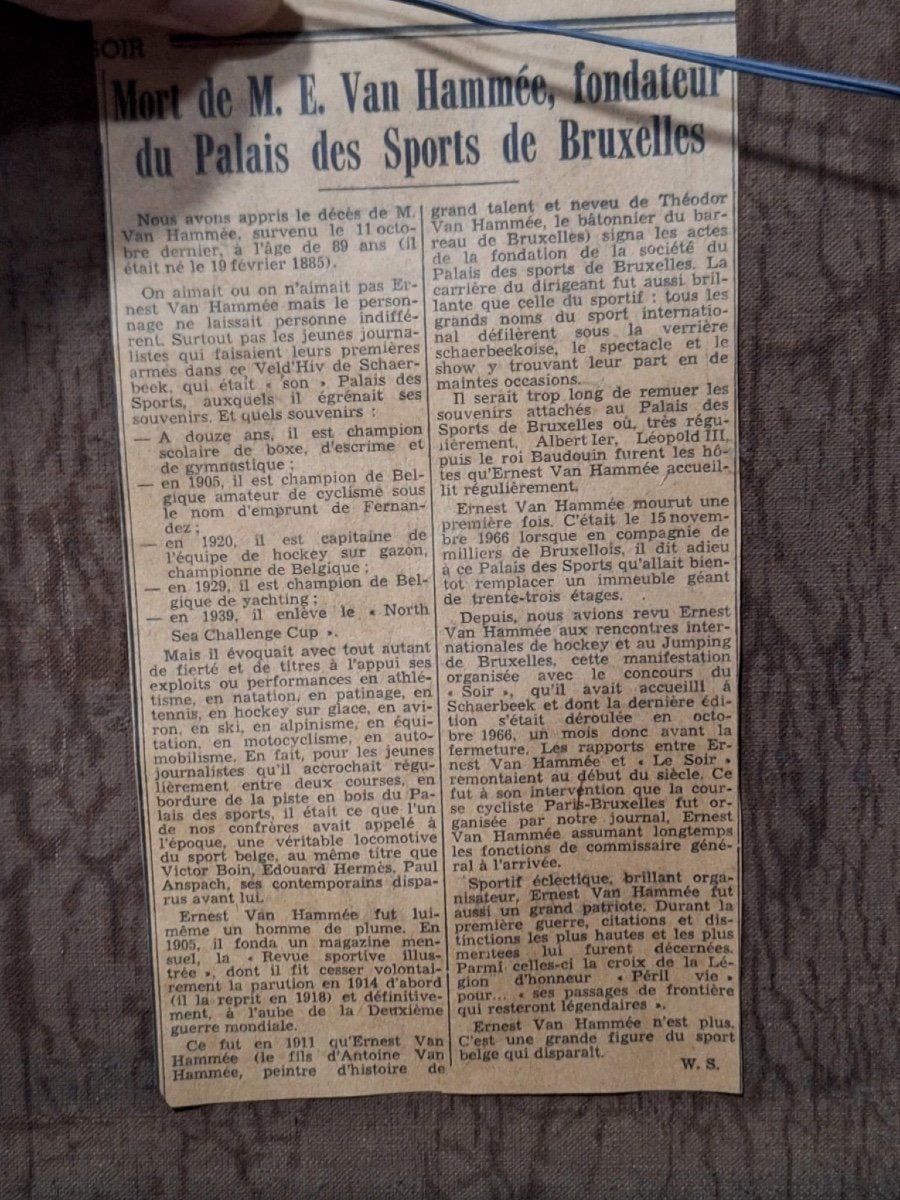 SOIR
Mort de M. E. Van Hammée, fondateur
du Palais des Sports de Bruxelles
Nous avons appris le décès de M.
Van Hammée, survenu le 11 octo-
bre dernier, à l'âge de 89 ans (il
était né le 19 février 1885).
On aimait ou on n'aimait pas Er-
nest Van Hammée mais le person-
nage ne laissait personne indiffé-
rent. Surtout pas les jeunes journa-
listes qui faisaient leurs premières
armes dans ce Veld'Hiv de Schaer-
beek, qui était « son » Palais des
Sports, auxquels il égrénait ses
souvenirs. Et quels souvenirs :
— A douze ans, il est champion
scolaire de boxe, d'escrime et
de gymnastique ;
— en 1905, il est champion de Bel-
gique amateur de cyclisme sous
le nom d'emprunt de Fernan-
dez ;
— en 1920, il est capitaine de
l'équipe de hockey sur gazon,
championne de Belgique ;
— en 1929, il est champion de Bel-
gique de yachting ;
— en 1939, il enlève le « North
Sea Challenge Cup ».
Mais il évoquait avec tout autant
de fierté et de titres à l'appui ses
exploits ou performances en athlé-
tisme, en natation, en patinage, en
tennis, en hockey sur glace, en avi-
ron, en ski, en alpinisme, en équi-
tation, en motocyclisme, en auto-
mobilisme. En fait, pour les jeunes
journalistes qu'il accrochait régu-
lièrement entre deux courses, en
bordure de la piste en bois du Pa-
lais des sports, il était ce que l'un
de nos confrères avait appelé à
l'époque, une véritable locomotive
du sport belge, au même titre que
Victor Boin, Edouard Hermès, Paul
Anspach, ses contemporains dispa-
rus avant lui.
Ernest Van Hammée fut lui-
même un homme de plume. En
1905, il fonda un magazine men-
suel, la « Revue sportive illus-
trée », dont il fit cesser volontai-
rement la parution en 1914 d'abord
(il la reprit en 1918) et définitive-
ment, à l'aube de la Deuxième
guerre mondiale.
Ce fut en 1911 qu'Ernest Van
Hammée (le fils d'Antoine Van
Hammée, peintre d'histoire de
grand talent et neveu de Théodor
Van Hammée, le bâtonnier du bar-
reau de Bruxelles) signa les actes
de la fondation de la société du
Palais des sports de Bruxelles. La
carrière du dirigeant fut aussi bril-
lante que celle du sportif : tous les
grands noms du sport internatio-
nal défilèrent sous la verrière
schaerbeekoise, le spectacle et le
show y trouvant leur part en de
maintes occasions.
Il serait trop long de remuer les
souvenirs attachés au Palais des
Sports de Bruxelles où, très régu-
lièrement, Albert Ier, Léopold III,
puis le roi Baudouin furent les hô-
tes qu'Ernest Van Hammée accueil-
lit régulièrement.
Ernest Van Hammée mourut une
première fois. C'était le 15 novem-
bre 1966 lorsque en compagnie de
milliers de Bruxellois, il dit adieu
à ce Palais des Sports qu'allait bien-
tot remplacer un immeuble géant
de trente-trois étages.
Depuis, nous avions revu Ernest
Van Hammée aux rencontres inter-
nationales de hockey et au Jumping
de Bruxelles, cette manifestation
organisée avec le concours du
« Soir », qu'il avait accueilli à
Schaerbeek et dont la dernière édi-
tion s'était déroulée en octo-
bre 1966, un mois donc avant la
fermeture. Les rapports entre Er-
nest Van Hammée et « Le Soir »
remontaient au début du siècle. Ce
fut à son intervention que la cour-
se cycliste Paris-Bruxelles fut or-
ganisée par notre journal, Ernest
Van Hammée assumant longtemps
les fonctions de commissaire géné-
ral à l'arrivée.
Sportif éclectique, brillant orga-
nisateur, Ernest Van Hammée fut
aussi un grand patriote. Durant la
première guerre, citations et dis-
tinctions les plus hautes et les plus
meritées lui furent décernées.
Parmi celles-ci la croix de la Lé-
gion d'honneur « Péril vie »
pour... « ses passages de frontière
qui resteront légendaires ».
Ernest Van Hammée n'est plus.
C'est une grande figure du sport
belge qui disparaît.
W. S.